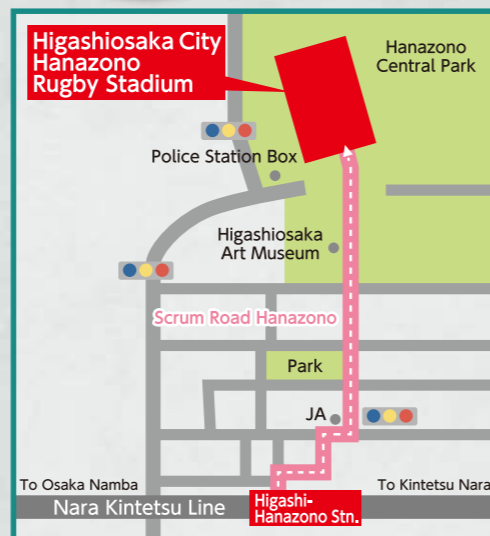 Higashiosaka City
Hanazono
Rugby Stadium
Hanazono
Central Park
Police Station Box
Higashiosaka
Art Museum
Scrum Road Hanazono
Park
JA
To Osaka Namba
To Kintetsu Nara
Nara Kintetsu Line
Higashi-
Hanazono Stn.